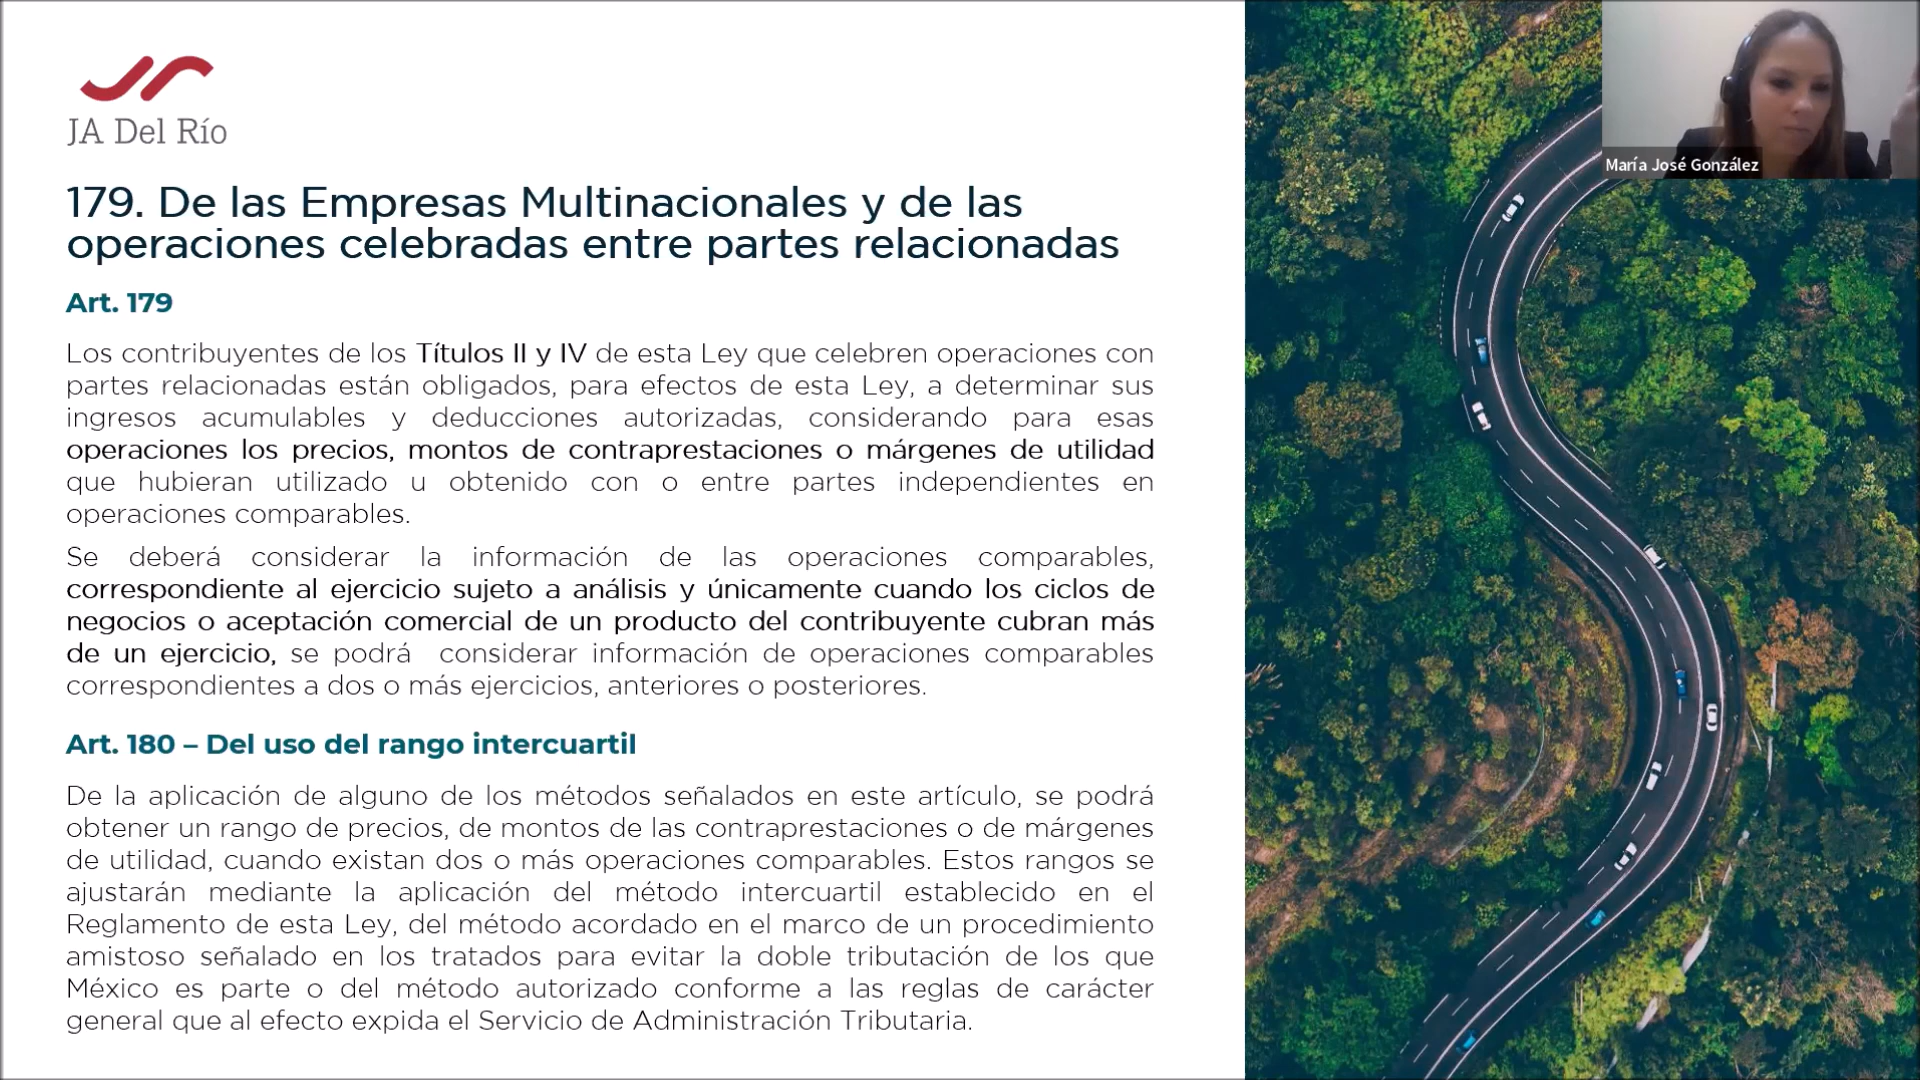 JA Del Río
María José González
179. De las Empresas Multinacionales y de las
operaciones celebradas entre partes relacionadas
Art. 179
Los contribuyentes de los Títulos II y IV de esta Ley que celebren operaciones con
partes relacionadas están obligados, para efectos de esta Ley, a determinar sus
ingresos acumulables y deducciones autorizadas, considerando para esas
operaciones los precios, montos de contraprestaciones o márgenes de utilidad
que hubieran utilizado u obtenido con o entre partes independientes en
operaciones comparables.
Se deberá considerar la información de las operaciones comparables,
correspondiente al ejercicio sujeto a análisis y únicamente cuando los ciclos de
negocios o aceptación comercial de un producto del contribuyente cubran más
de un ejercicio, se podrá considerar información de operaciones comparables
correspondientes a dos o más ejercicios, anteriores o posteriores.
Art. 180 – Del uso del rango intercuartil
De la aplicación de alguno de los métodos señalados en este artículo, se podrá
obtener un rango de precios, de montos de las contraprestaciones o de márgenes
de utilidad, cuando existan dos o más operaciones comparables. Estos rangos se
ajustarán mediante la aplicación del método intercuartil establecido en el
Reglamento de esta Ley, del método acordado en el marco de un procedimiento
amistoso señalado en los tratados para evitar la doble tributación de los que
México es parte o del método autorizado conforme a las reglas de carácter
general que al efecto expida el Servicio de Administración Tributaria.